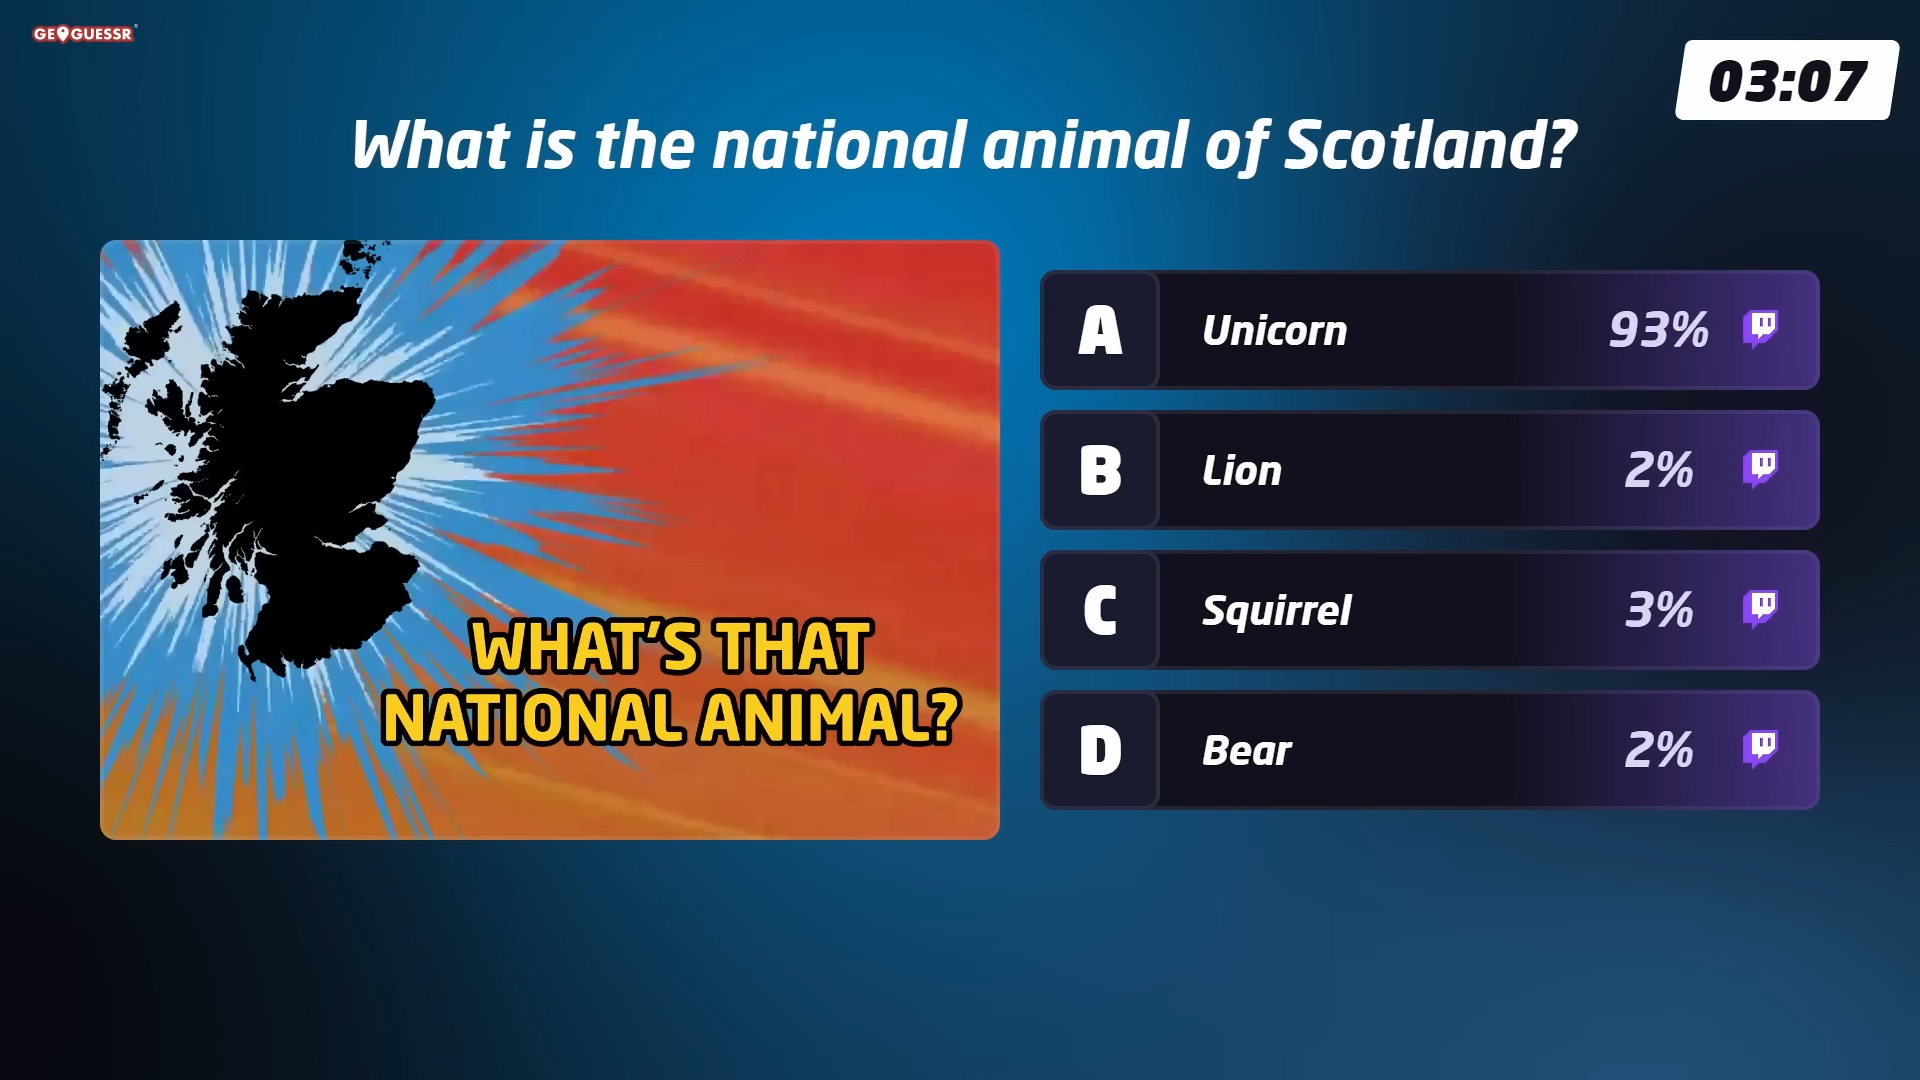 GEOGUESSR
03:07
What is the national animal of Scotland?
WHAT'S THAT
NATIONAL ANIMAL?
A Unicorn 93%
B Lion 2%
C Squirrel 3%
D Bear 2%